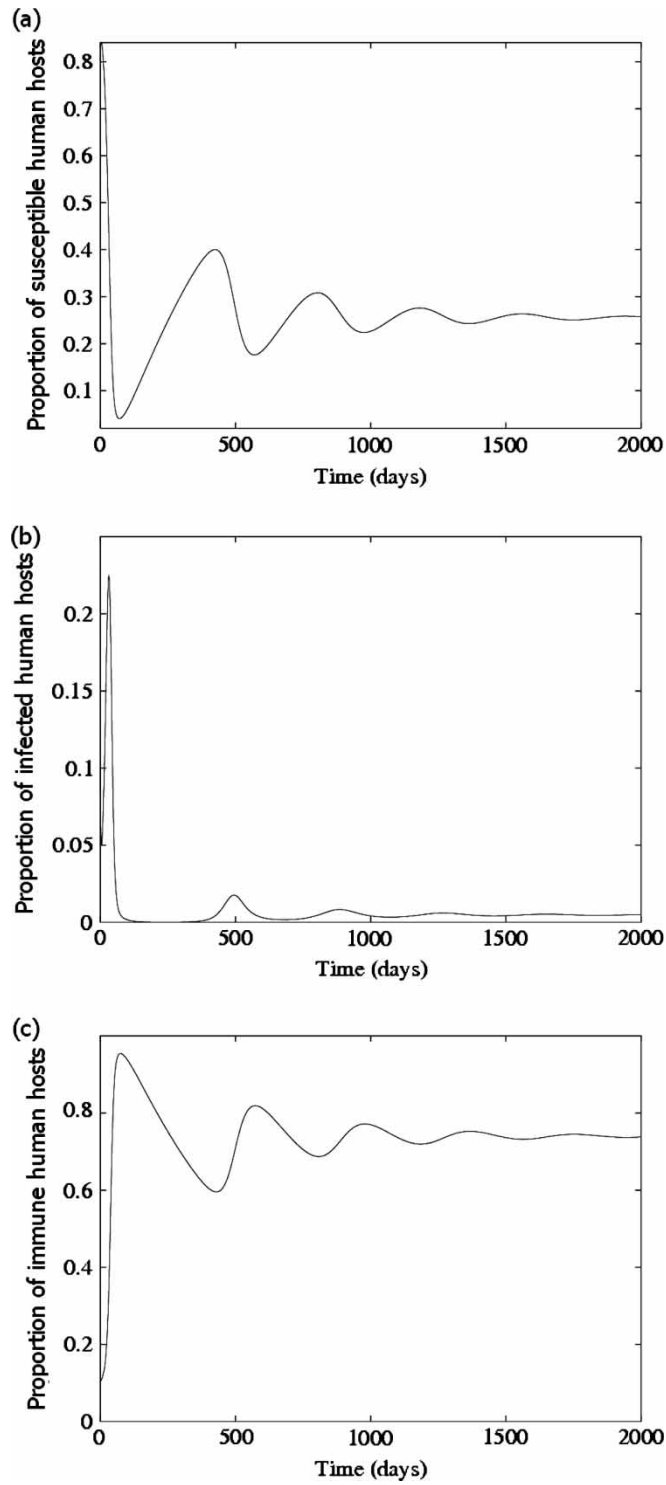 (a)
Proportion of susceptible human hosts
0.8
0.7
0.6
0.5
0.4
0.3
0.2
0.1
0 500 1000 1500 2000
Time (days)
(b)
Proportion of infected human hosts
0.2
0.15
0.1
0.05
0
0 500 1000 1500 2000
Time (days)
(c)
Proportion of immune human hosts
0.8
0.6
0.4
0.2
0
0 500 1000 1500 2000
Time (days)